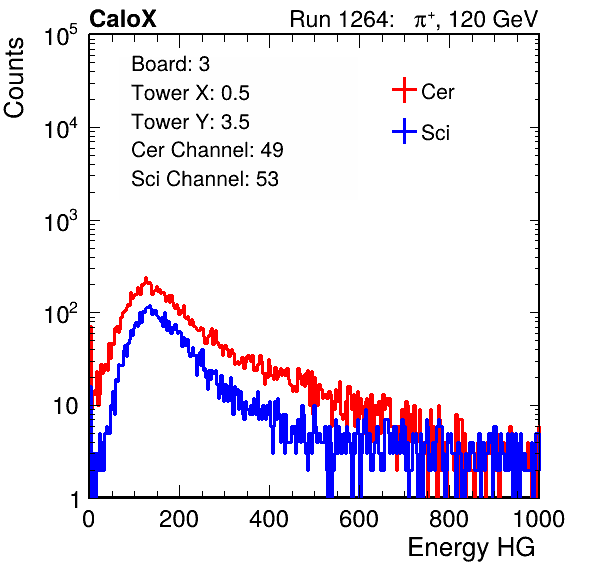 CaloX Run 1264: π⁺, 120 GeV
Counts
10⁵
10⁴
10³
10²
10
1
Board: 3
Tower X: 0.5
Tower Y: 3.5
Cer Channel: 49
Sci Channel: 53
Cer
Sci
0 200 400 600 800 1000
Energy HG